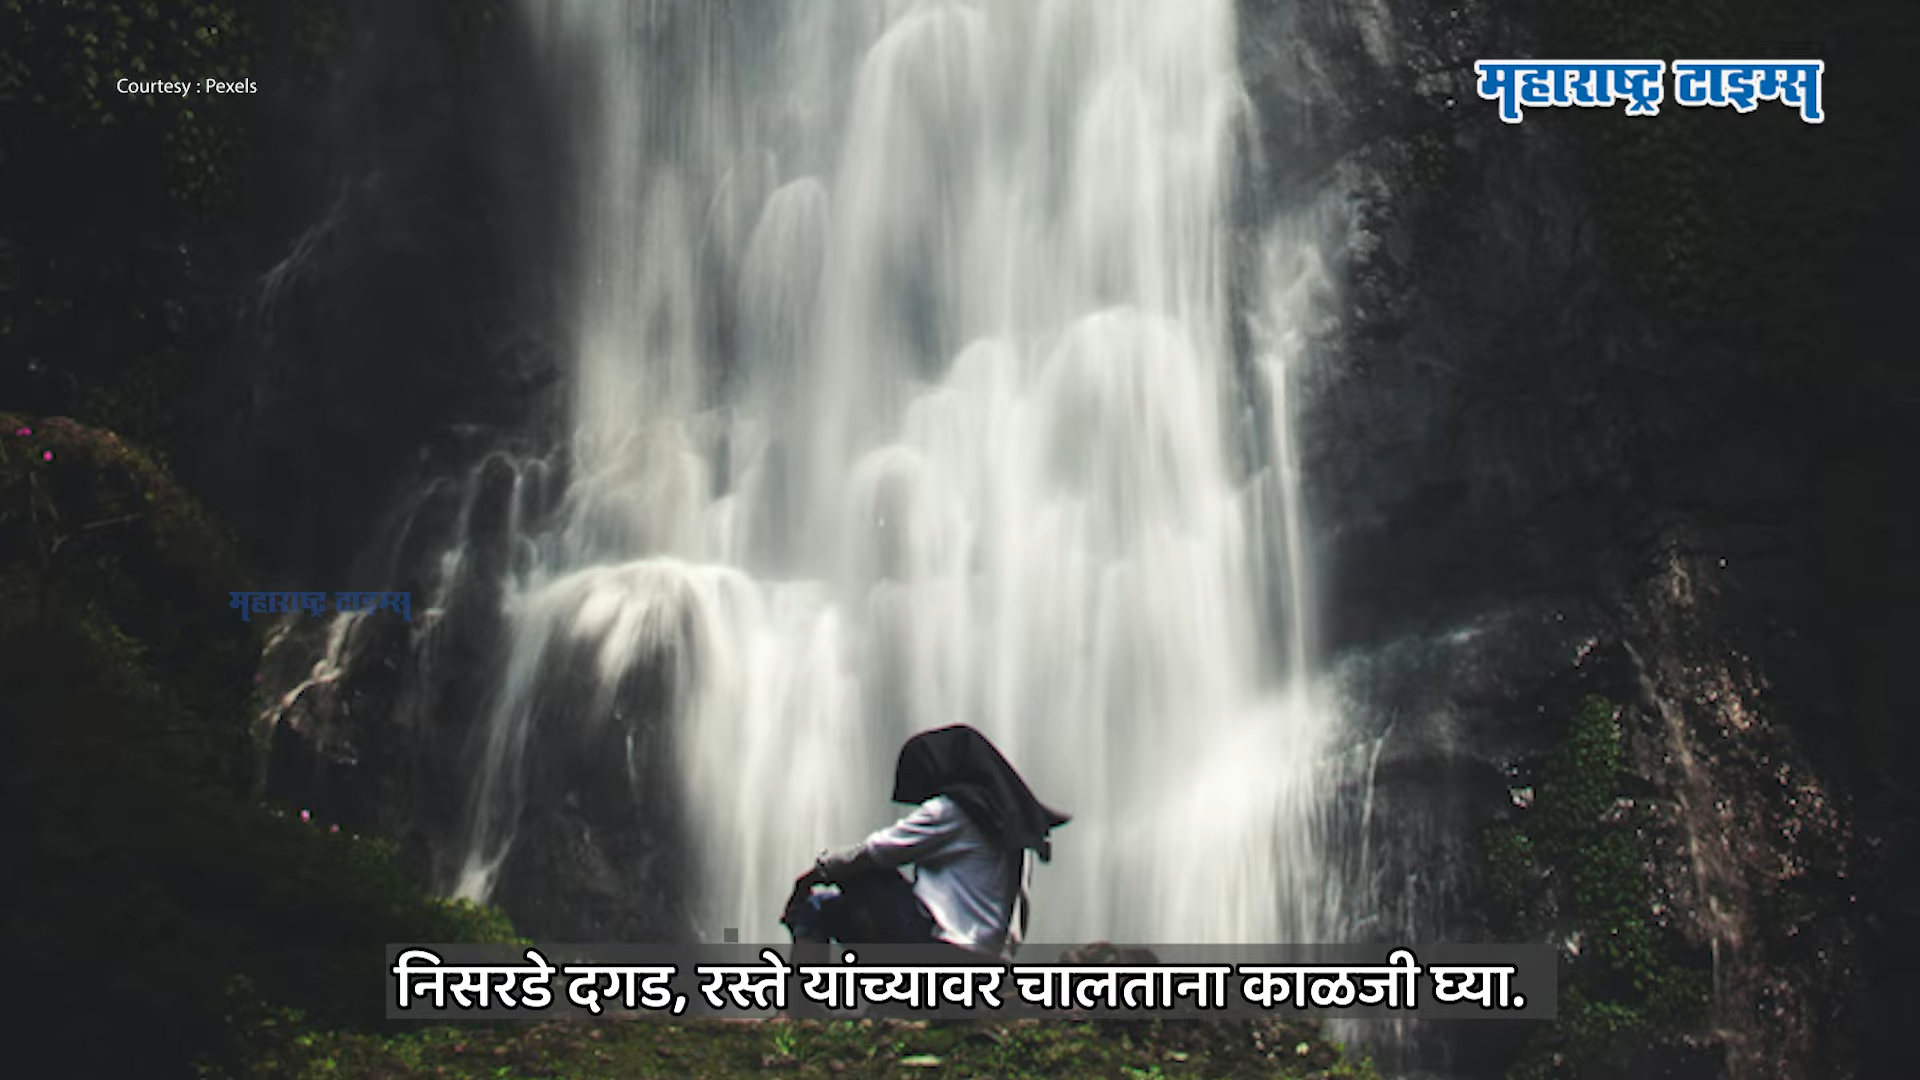 Courtesy : Pexels
महाराष्ट्र टाइम्स
महाराष्ट्र टाइम्स
निसरडे दगड, रस्ते यांच्यावर चालताना काळजी घ्या.